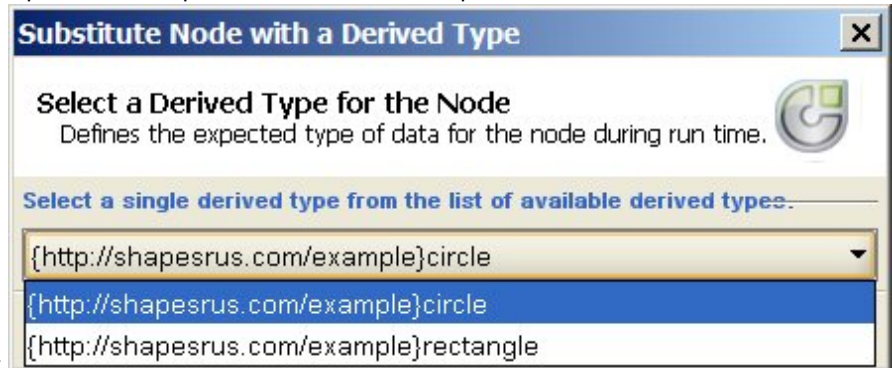 Substitute Node with a Derived Type
Select a Derived Type for the Node
Defines the expected type of data for the node during run time.
Select a single derived type from the list of available derived types.
{http://shapesrus.com/example}circle
{http://shapesrus.com/example}circle
{http://shapesrus.com/example}rectangle